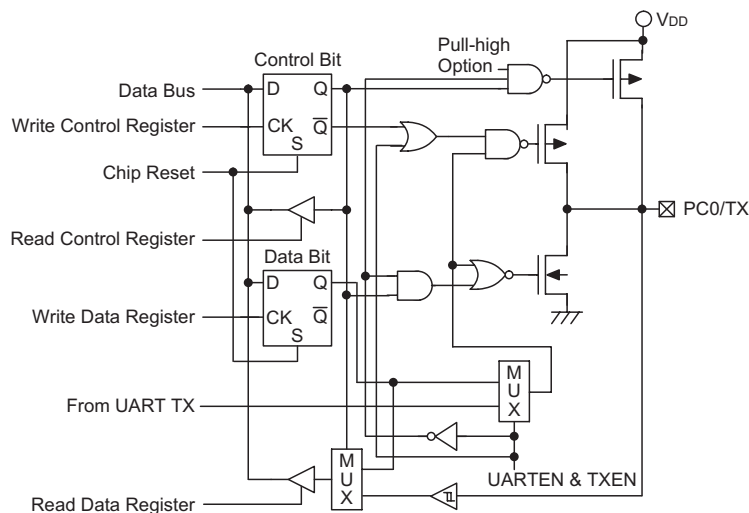 VDD
Control Bit
Pull-high
Option
Data Bus
D Q
Write Control Register
CK Q
S
Chip Reset
PC0/TX
Read Control Register
Data Bit
D Q
Write Data Register
CK Q
S
M
U
X
From UART TX
M
U
X
UARTEN & TXEN
Read Data Register